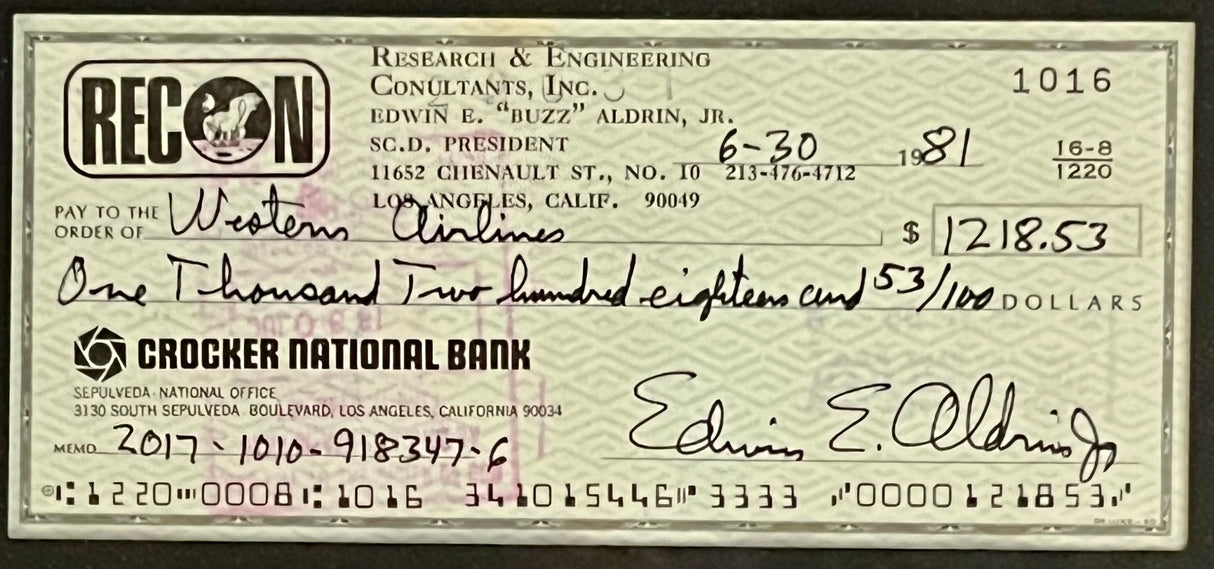 RECON
RESEARCH & ENGINEERING
CONULTANTS, INC.
EDWIN E. "BUZZ" ALDRIN, JR.
SC.D. PRESIDENT
11652 CHENAULT ST., NO. 10 213-476-4712
LOS ANGELES, CALIF. 90049
1016
6-30 1981
16-8
1220
PAY TO THE
ORDER OF Western Airlines $ 1218.53
One Thousand Two hundred eighteen and 53/100 DOLLARS
CROCKER NATIONAL BANK
SEPULVEDA NATIONAL OFFICE
3130 SOUTH SEPULVEDA BOULEVARD, LOS ANGELES, CALIFORNIA 90034
MEMO 2017-1010-918347-6
Edwin E. Aldrin Jr
⑆1220⑉0008⑆1016 341015446⑈3333 ⑇0000121853⑇